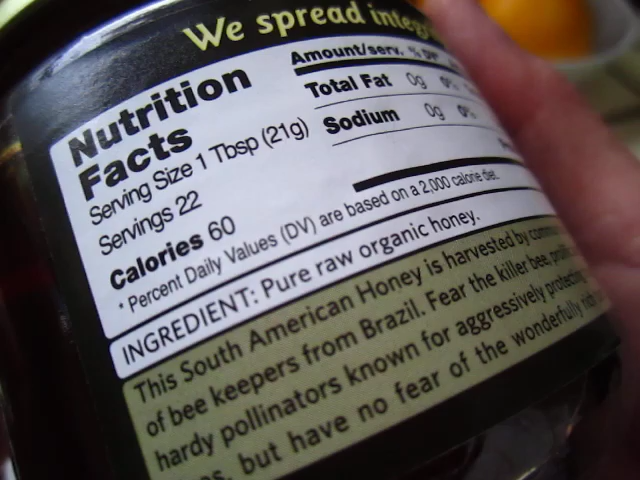 We spread
Nutrition
Facts
Serving Size 1 Tbsp (21g)
Servings 22
Calories 60
Amount/serv. %
Total Fat 0g 0%
Sodium 0g 0%
* Percent Daily Values (DV) are based on a 2,000 calorie diet.
INGREDIENT: Pure raw organic honey.
This South American Honey is harvested by
of bee keepers from Brazil. Fear the killer bee,
hardy pollinators known for aggressively
but have no fear of the wonderfully